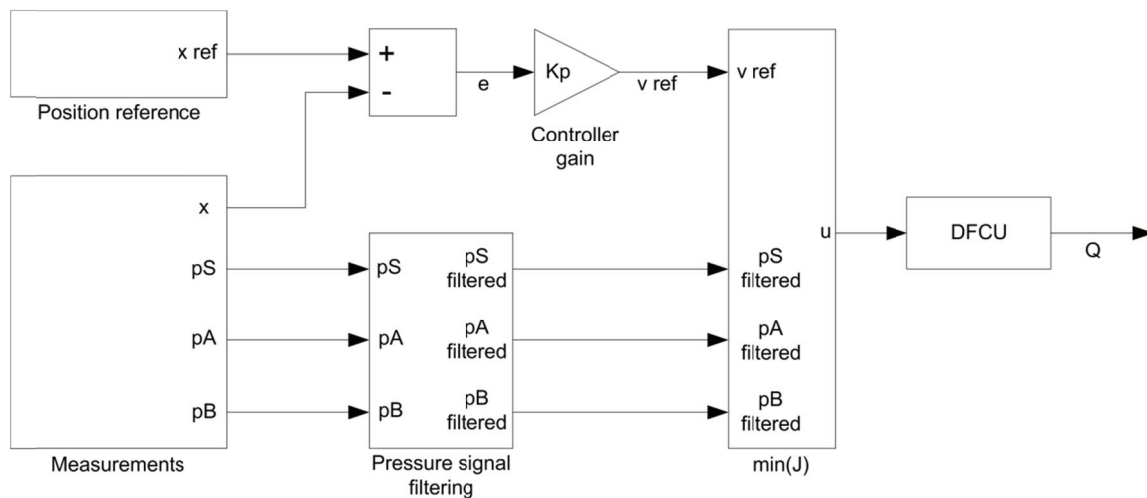 x ref
Position reference
+
-
e
Kp
Controller
gain
v ref
v ref
x
pS
pA
pB
Measurements
pS
pA
pB
pS
filtered
pA
filtered
pB
filtered
Pressure signal
filtering
pS
filtered
pA
filtered
pB
filtered
u
min(J)
DFCU
Q